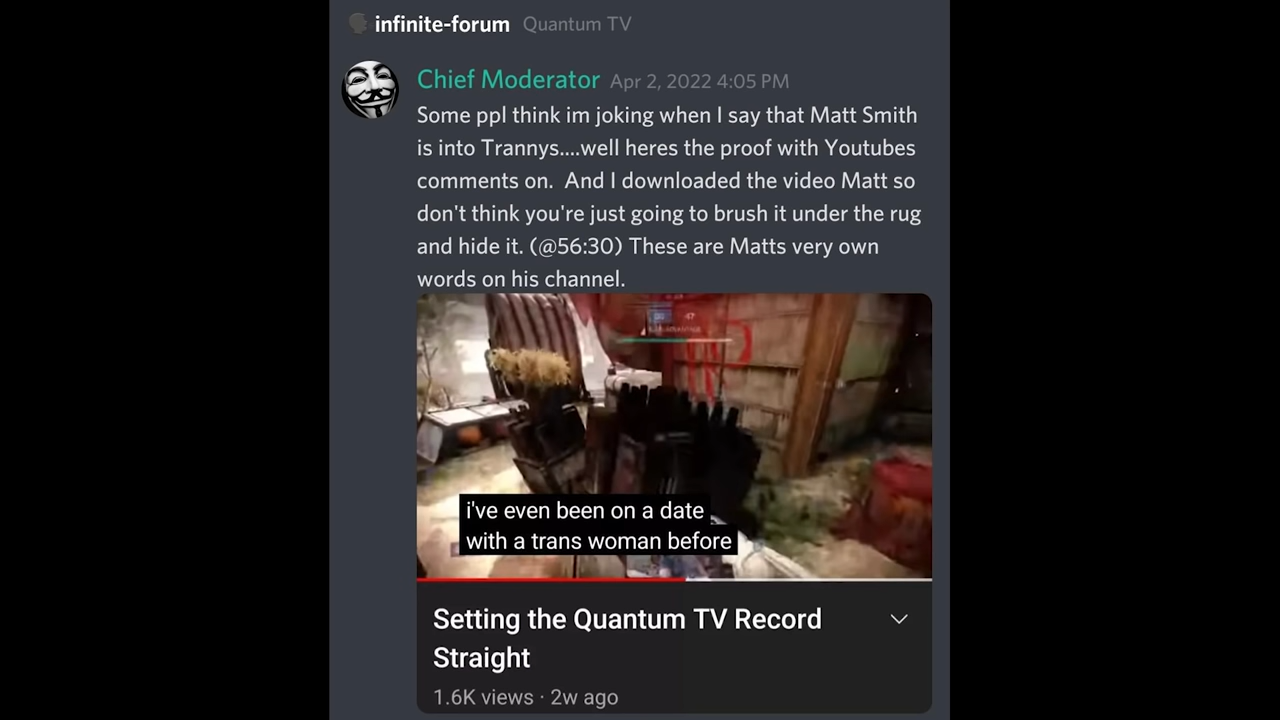 infinite-forum Quantum TV
Chief Moderator Apr 2, 2022 4:05 PM
Some ppl think im joking when I say that Matt Smith
is into Trannys....well heres the proof with Youtubes
comments on.  And I downloaded the video Matt so
don't think you're just going to brush it under the rug
and hide it. (@56:30) These are Matts very own
words on his channel.
47
i've even been on a date
with a trans woman before
Setting the Quantum TV Record
Straight
1.6K views · 2w ago